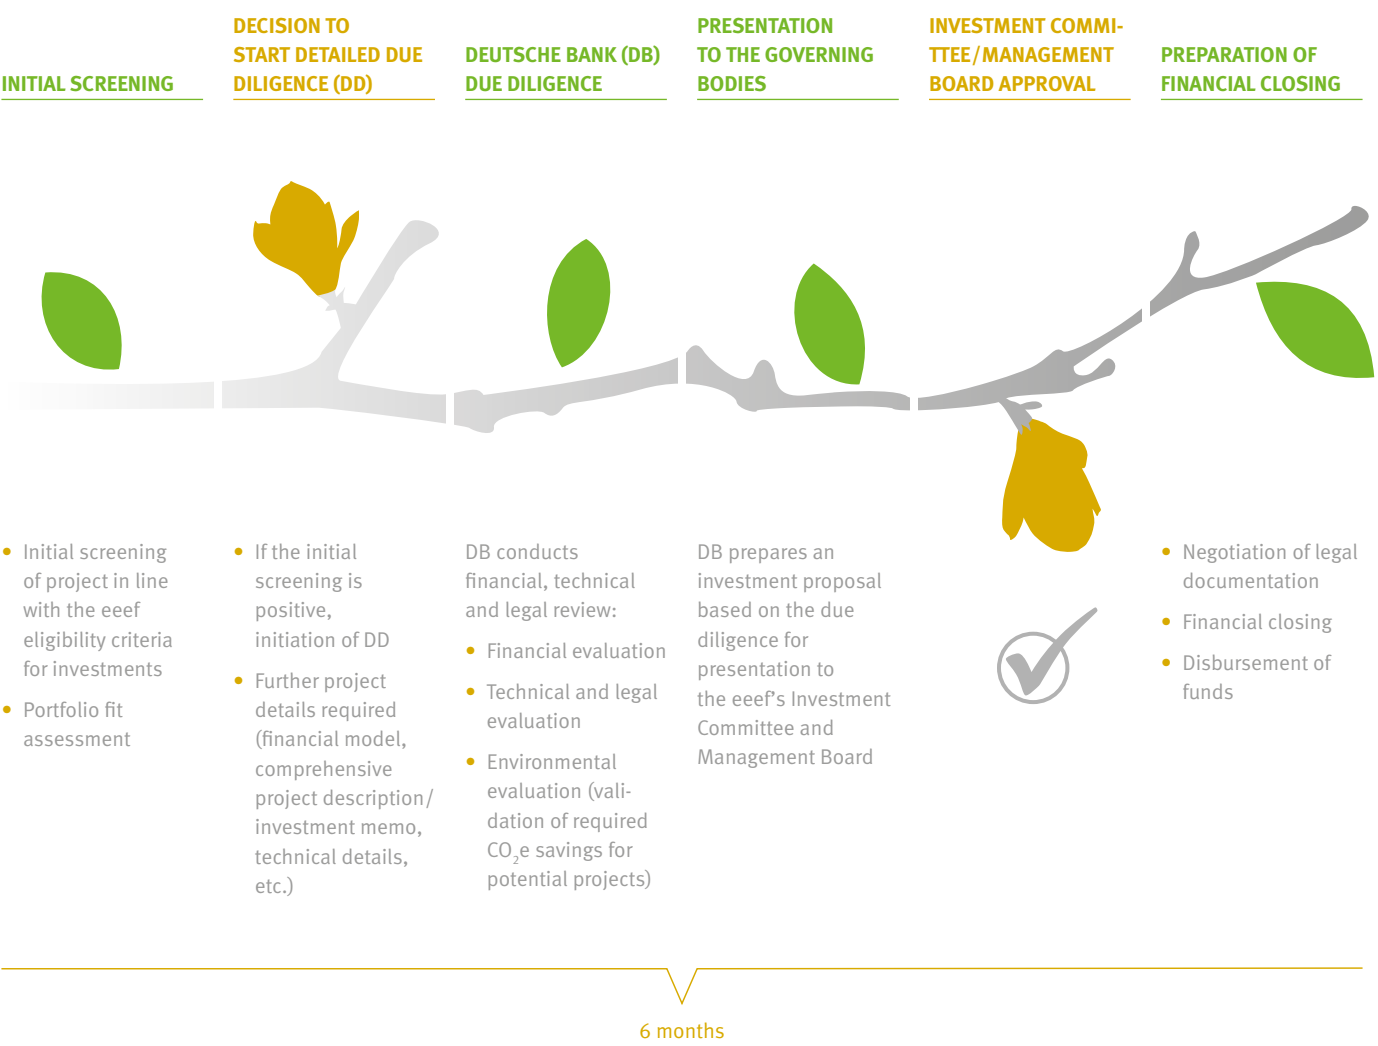 INITIAL SCREENING
DECISION TO
START DETAILED DUE
DILIGENCE (DD)
DEUTSCHE BANK (DB)
DUE DILIGENCE
PRESENTATION
TO THE GOVERNING
BODIES
INVESTMENT COMMI-
TTEE/MANAGEMENT
BOARD APPROVAL
PREPARATION OF
FINANCIAL CLOSING
• Initial screening
of project in line
with the eeef
eligibility criteria
for investments
• Portfolio fit
assessment
• If the initial
screening is
positive,
initiation of DD
• Further project
details required
(financial model,
comprehensive
project description/
investment memo,
technical details,
etc.)
DB conducts
financial, technical
and legal review:
• Financial evaluation
• Technical and legal
evaluation
• Environmental
evaluation (vali-
dation of required
CO₂e savings for
potential projects)
DB prepares an
investment proposal
based on the due
diligence for
presentation to
the eeef’s Investment
Committee and
Management Board
• Negotiation of legal
documentation
• Financial closing
• Disbursement of
funds
6 months